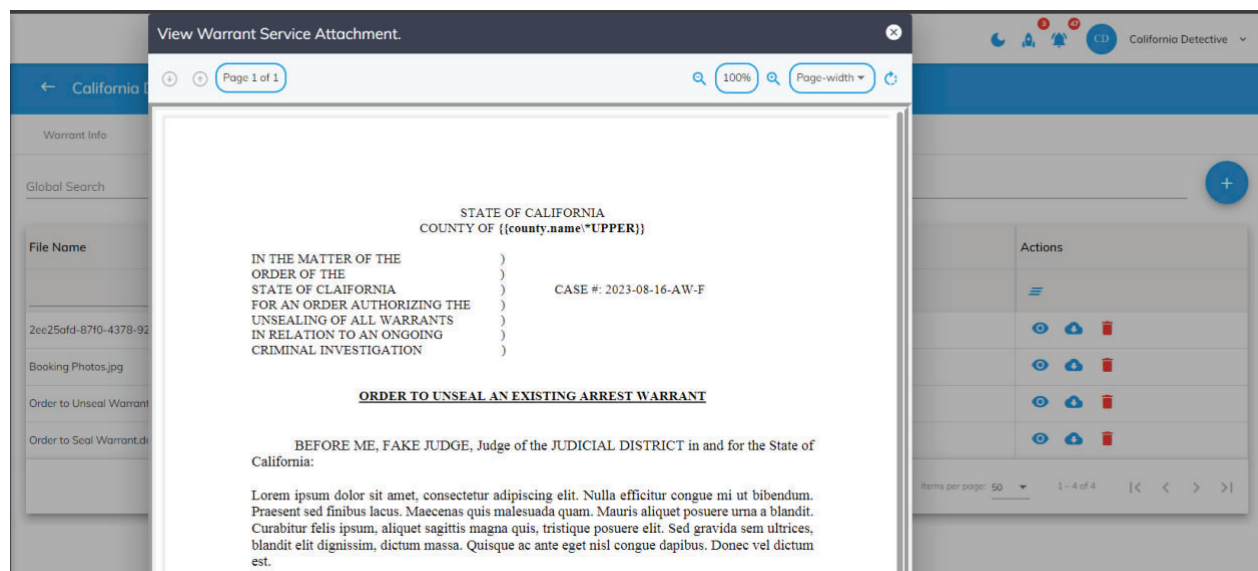 View Warrant Service Attachment.
3
47
CD
California Detective
Page 1 of 1
100%
Page-width
California D
Warrant Info
Global Search
File Name
Actions
2ee25afd-87f0-4378-92
Booking Photos.jpg
Order to Unseal Warrant
Order to Seal Warrant.do
Items per page: 50
1 – 4 of 4
STATE OF CALIFORNIA
COUNTY OF {{county.name\*UPPER}}
IN THE MATTER OF THE )
ORDER OF THE )
STATE OF CLAIFORNIA ) CASE #: 2023-08-16-AW-F
FOR AN ORDER AUTHORIZING THE )
UNSEALING OF ALL WARRANTS )
IN RELATION TO AN ONGOING )
CRIMINAL INVESTIGATION )
ORDER TO UNSEAL AN EXISTING ARREST WARRANT
BEFORE ME, FAKE JUDGE, Judge of the JUDICIAL DISTRICT in and for the State of
California:
Lorem ipsum dolor sit amet, consectetur adipiscing elit. Nulla efficitur congue mi ut bibendum.
Praesent sed finibus lacus. Maecenas quis malesuada quam. Mauris aliquet posuere urna a blandit.
Curabitur felis ipsum, aliquet sagittis magna quis, tristique posuere elit. Sed gravida sem ultrices,
blandit elit dignissim, dictum massa. Quisque ac ante eget nisl congue dapibus. Donec vel dictum
est.